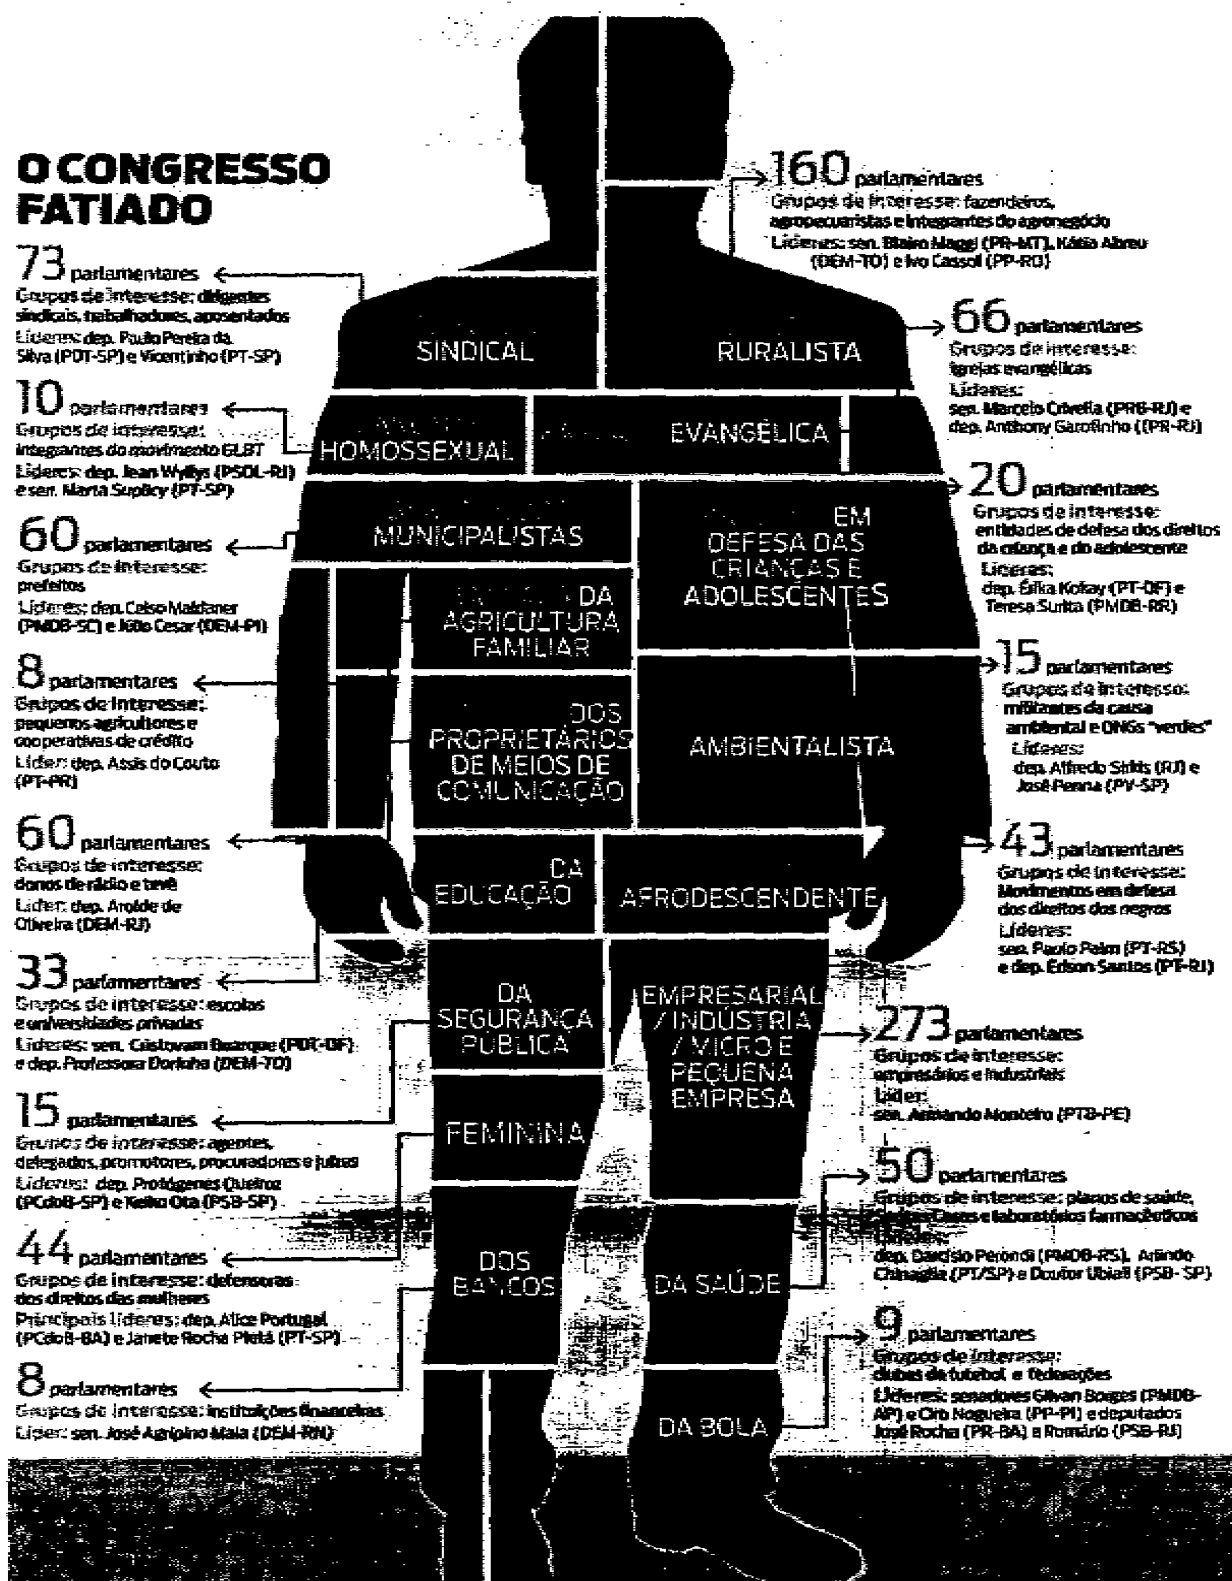 O CONGRESSO
FATIADO
73 parlamentares
Grupos de interesse: dirigentes
sindicais, trabalhadores, aposentados
Líderes: dep. Paulo Pereira da
Silva (PDT-SP) e Vicentinho (PT-SP)
10 parlamentares
Grupos de interesse:
integrantes do movimento GLBT
Líderes: dep. Jean Wyllys (PSOL-RJ)
e sen. Marta Suplicy (PT-SP)
60 parlamentares
Grupos de interesse:
prefeitos
Líderes: dep. Celso Maldaner
(PMDB-SC) e Júlio Cesar (DEM-PI)
8 parlamentares
Grupos de interesse:
pequenos agricultores e
cooperativas de crédito
Líder: dep. Assis do Couto
(PT-PR)
60 parlamentares
Grupos de interesse:
donos de rádio e tevê
Líder: dep. Arolde de
Oliveira (DEM-RJ)
33 parlamentares
Grupos de interesse: escolas
e universidades privadas
Líderes: sen. Cristovam Buarque (PDT-DF)
e dep. Professora Dorinha (DEM-TO)
15 parlamentares
Grupos de interesse: agentes,
delegados, promotores, procuradores e juízes
Líderes: dep. Protógenes Queiroz
(PCdoB-SP) e Keiko Ota (PSB-SP)
44 parlamentares
Grupos de interesse: defensoras
dos direitos das mulheres
Principais líderes: dep. Alice Portugal
(PCdoB-BA) e Janete Rocha Pietá (PT-SP)
8 parlamentares
Grupos de interesse: instituições financeiras
Líder: sen. José Agripino Maia (DEM-RN)
SINDICAL
RURALISTA
HOMOSSEXUAL
EVANGÉLICA
MUNICIPALISTAS
EM
DEFESA DAS
CRIANÇAS E
ADOLESCENTES
DA
AGRICULTURA
FAMILIAR
DOS
PROPRIETÁRIOS
DE MEIOS DE
COMUNICAÇÃO
AMBIENTALISTA
DA
EDUCAÇÃO
AFRODESCENDENTE
DA
SEGURANÇA
PÚBLICA
EMPRESARIAL
/ INDÚSTRIA
/ MICRO E
PEQUENA
EMPRESA
FEMININA
DOS
BANCOS
DA SAÚDE
DA BOLA
160 parlamentares
Grupos de interesse: fazendeiros,
agropecuaristas e integrantes do agronegócio
Líderes: sen. Blairo Maggi (PR-MT), Kátia Abreu
(DEM-TO) e Ivo Cassol (PP-RO)
66 parlamentares
Grupos de interesse:
igrejas evangélicas
Líderes:
sen. Marcelo Crivella (PRB-RJ) e
dep. Anthony Garotinho ((PR-RJ)
20 parlamentares
Grupos de interesse:
entidades de defesa dos direitos
da criança e do adolescente
Líderes:
dep. Érika Kokay (PT-DF) e
Teresa Surita (PMDB-RR)
15 parlamentares
Grupos de interesse:
militantes da causa
ambiental e ONGs "verdes"
Líderes:
dep. Alfredo Sirkis (RJ) e
José Penna (PV-SP)
43 parlamentares
Grupos de interesse:
Movimentos em defesa
dos direitos dos negros
Líderes:
sen. Paulo Paim (PT-RS)
e dep. Edson Santos (PT-RJ)
273 parlamentares
Grupos de interesse:
empresários e industriais
Líder:
sen. Armando Monteiro (PTB-PE)
50 parlamentares
Grupos de interesse: planos de saúde,
e laboratórios farmacêuticos
Líderes:
dep. Darcísio Perondi (PMDB-RS), Arlindo
Chinaglia (PT/SP) e Doutor Ubiali (PSB- SP)
9 parlamentares
Grupos de interesse:
clubes de futebol e federações
Líderes: senadores Gilvan Borges (PMDB-
AP) e Ciro Nogueira (PP-PI) e deputados
José Rocha (PR-BA) e Romário (PSB-RJ)